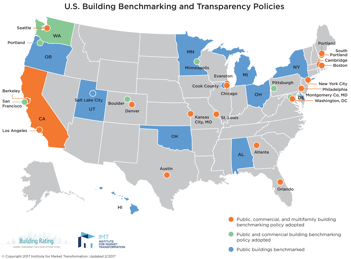 U.S. Building Benchmarking and Transparency Policies
Seattle
WA
Portland
OR
Berkeley
San
Francisco
CA
Los Angeles
Salt Lake City
UT
Boulder
Denver
MN
Minneapolis
Evanston
Cook County
Chicago
MI
OH
Pittsburgh
NY
Portland
South
Portland
Cambridge
Boston
New York City
Philadelphia
Montgomery Co, MD
DE
Washington, DC
Kansas
City, MO
St. Louis
OK
Austin
AL
Atlanta
Orlando
HI
Public, commercial, and multifamily building
benchmarking policy adopted
Public and commercial building benchmarking
policy adopted
Public buildings benchmarked
Building Rating
IMT
INSTITUTE
FOR MARKET
TRANSFORMATION
© Copyright 2017 Institute for Market Transformation. Updated 2/2017